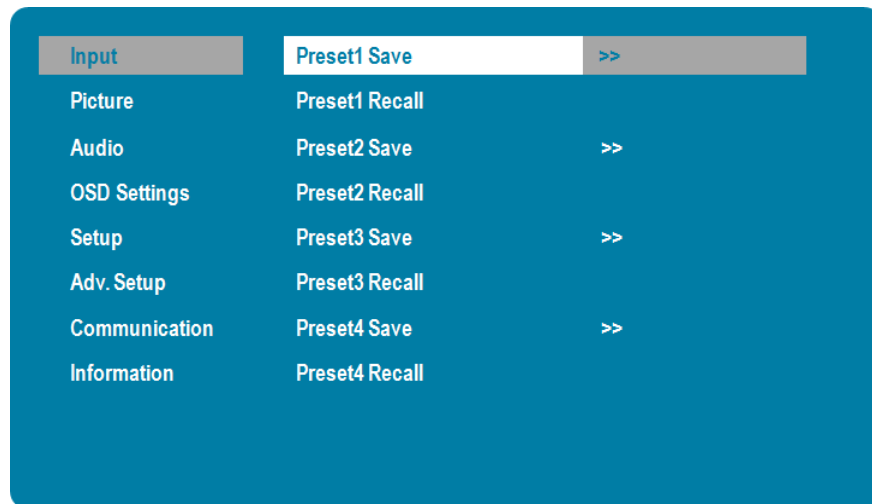 Input Preset1 Save >>
Picture Preset1 Recall
Audio Preset2 Save >>
OSD Settings Preset2 Recall
Setup Preset3 Save >>
Adv. Setup Preset3 Recall
Communication Preset4 Save >>
Information Preset4 Recall